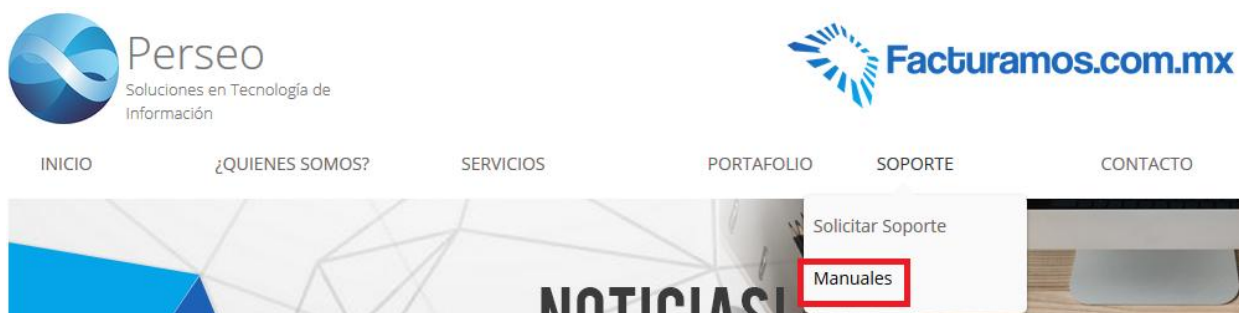 Perseo
Soluciones en Tecnología de
Información
Facturamos.com.mx
INICIO ¿QUIENES SOMOS? SERVICIOS PORTAFOLIO SOPORTE CONTACTO
Solicitar Soporte
Manuales
NOTICIAS!